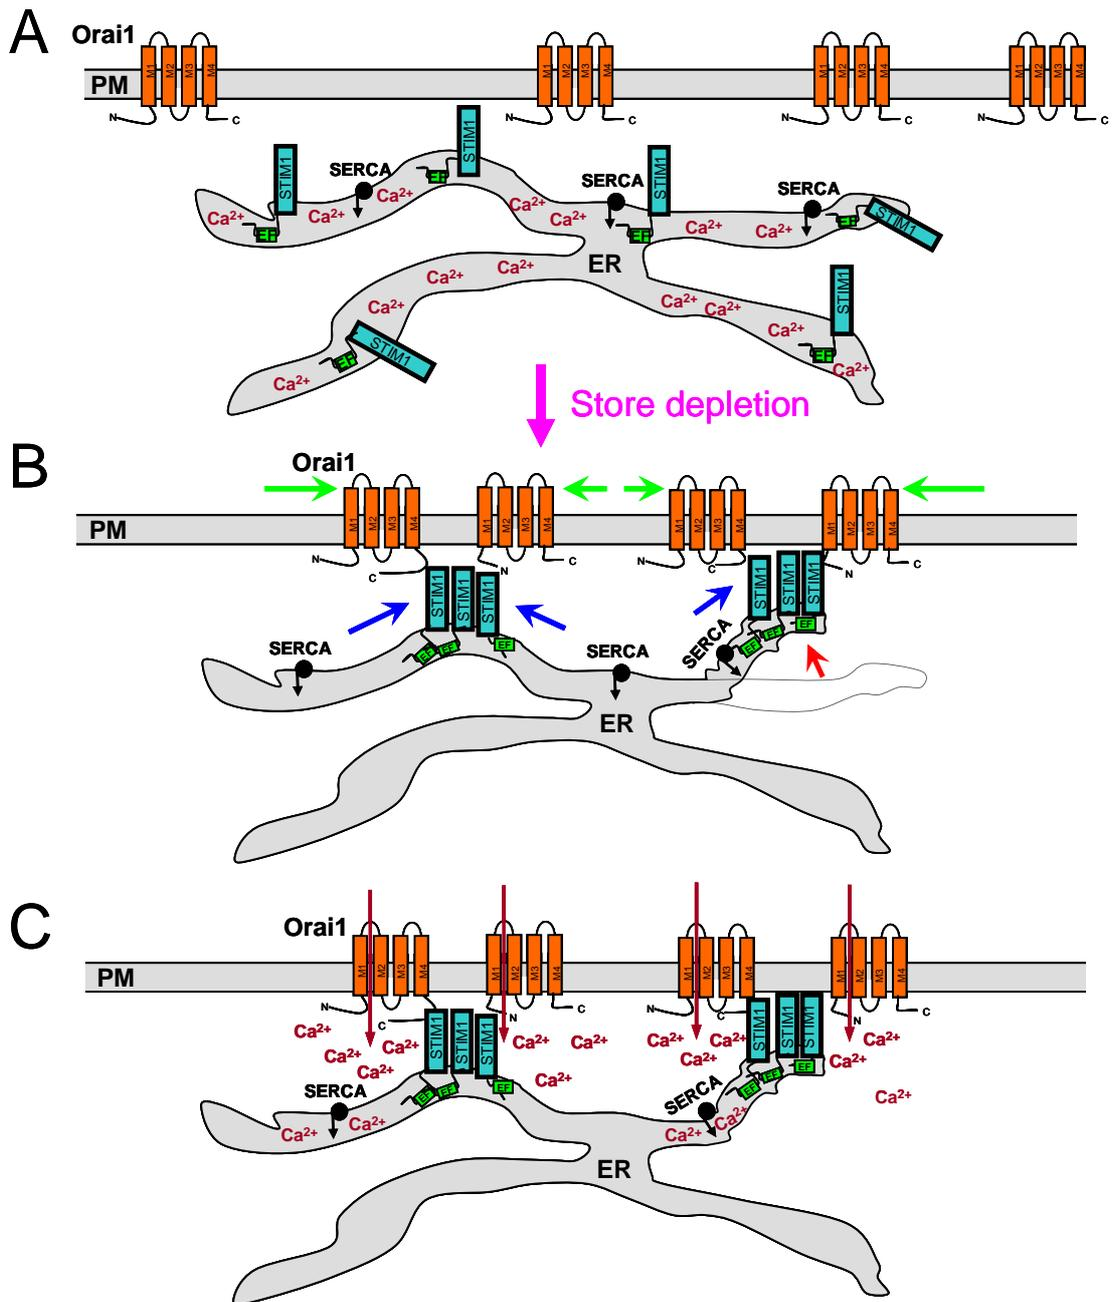 A
Orai1
M1 M2 M3 M4 M1 M2 M3 M4 M1 M2 M3 M4 M1 M2 M3 M4
PM
N C N C N C N C
STIM1 STIM1 STIM1 STIM1
SERCA SERCA SERCA
EF EF EF EF
Ca2+ Ca2+ Ca2+ Ca2+ Ca2+ Ca2+ Ca2+
ER
Ca2+ Ca2+ Ca2+ Ca2+ Ca2+ Ca2+
STIM1
STIM1
EF EF
Ca2+ Ca2+
Store depletion
B
Orai1
M1 M2 M3 M4 M1 M2 M3 M4 M1 M2 M3 M4 M1 M2 M3 M4
PM
N C N C N C N C
STIM1 STIM1 STIM1 STIM1 STIM1 STIM1
EF EF EF EF EF EF
SERCA SERCA SERCA
ER
C
Orai1
M1 M2 M3 M4 M1 M2 M3 M4 M1 M2 M3 M4 M1 M2 M3 M4
PM
N C N C N C N C
STIM1 STIM1 STIM1 STIM1 STIM1 STIM1
Ca2+ Ca2+ Ca2+ Ca2+ Ca2+ Ca2+ Ca2+ Ca2+ Ca2+
Ca2+ Ca2+ Ca2+ Ca2+ Ca2+ Ca2+
EF EF EF EF EF EF
SERCA SERCA
Ca2+ Ca2+ Ca2+ Ca2+
ER